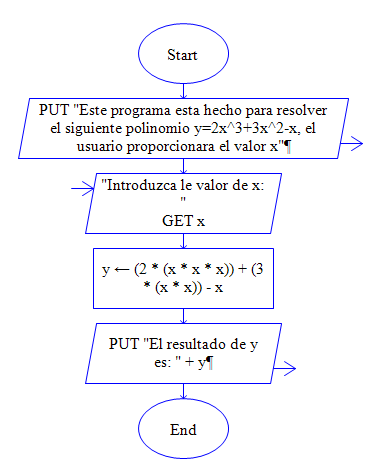 Start
PUT "Este programa esta hecho para resolver
el siguiente polinomio y=2x^3+3x^2-x, el
usuario proporcionara el valor x"¶
"Introduzca le valor de x:
"
GET x
y ← (2 * (x * x * x)) + (3
* (x * x)) - x
PUT "El resultado de y
es: " + y¶
End